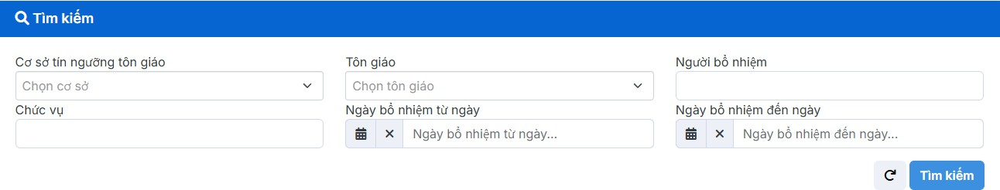 Tìm kiếm
Cơ sở tín ngưỡng tôn giáo
Tôn giáo
Người bổ nhiệm
Chọn cơ sở
Chọn tôn giáo
Chức vụ
Ngày bổ nhiệm từ ngày
Ngày bổ nhiệm đến ngày
Ngày bổ nhiệm từ ngày...
Ngày bổ nhiệm đến ngày...
Tìm kiếm